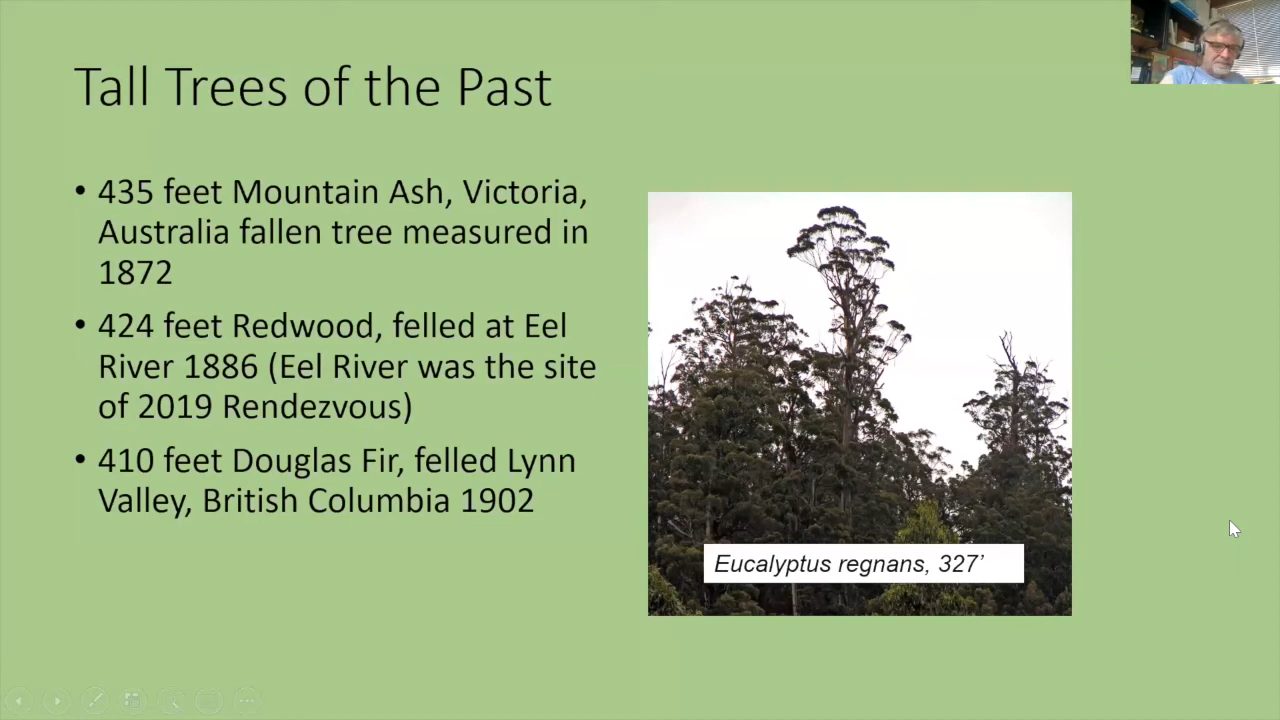 Tall Trees of the Past
• 435 feet Mountain Ash, Victoria,
Australia fallen tree measured in
1872
• 424 feet Redwood, felled at Eel
River 1886 (Eel River was the site
of 2019 Rendezvous)
• 410 feet Douglas Fir, felled Lynn
Valley, British Columbia 1902
Eucalyptus regnans, 327’